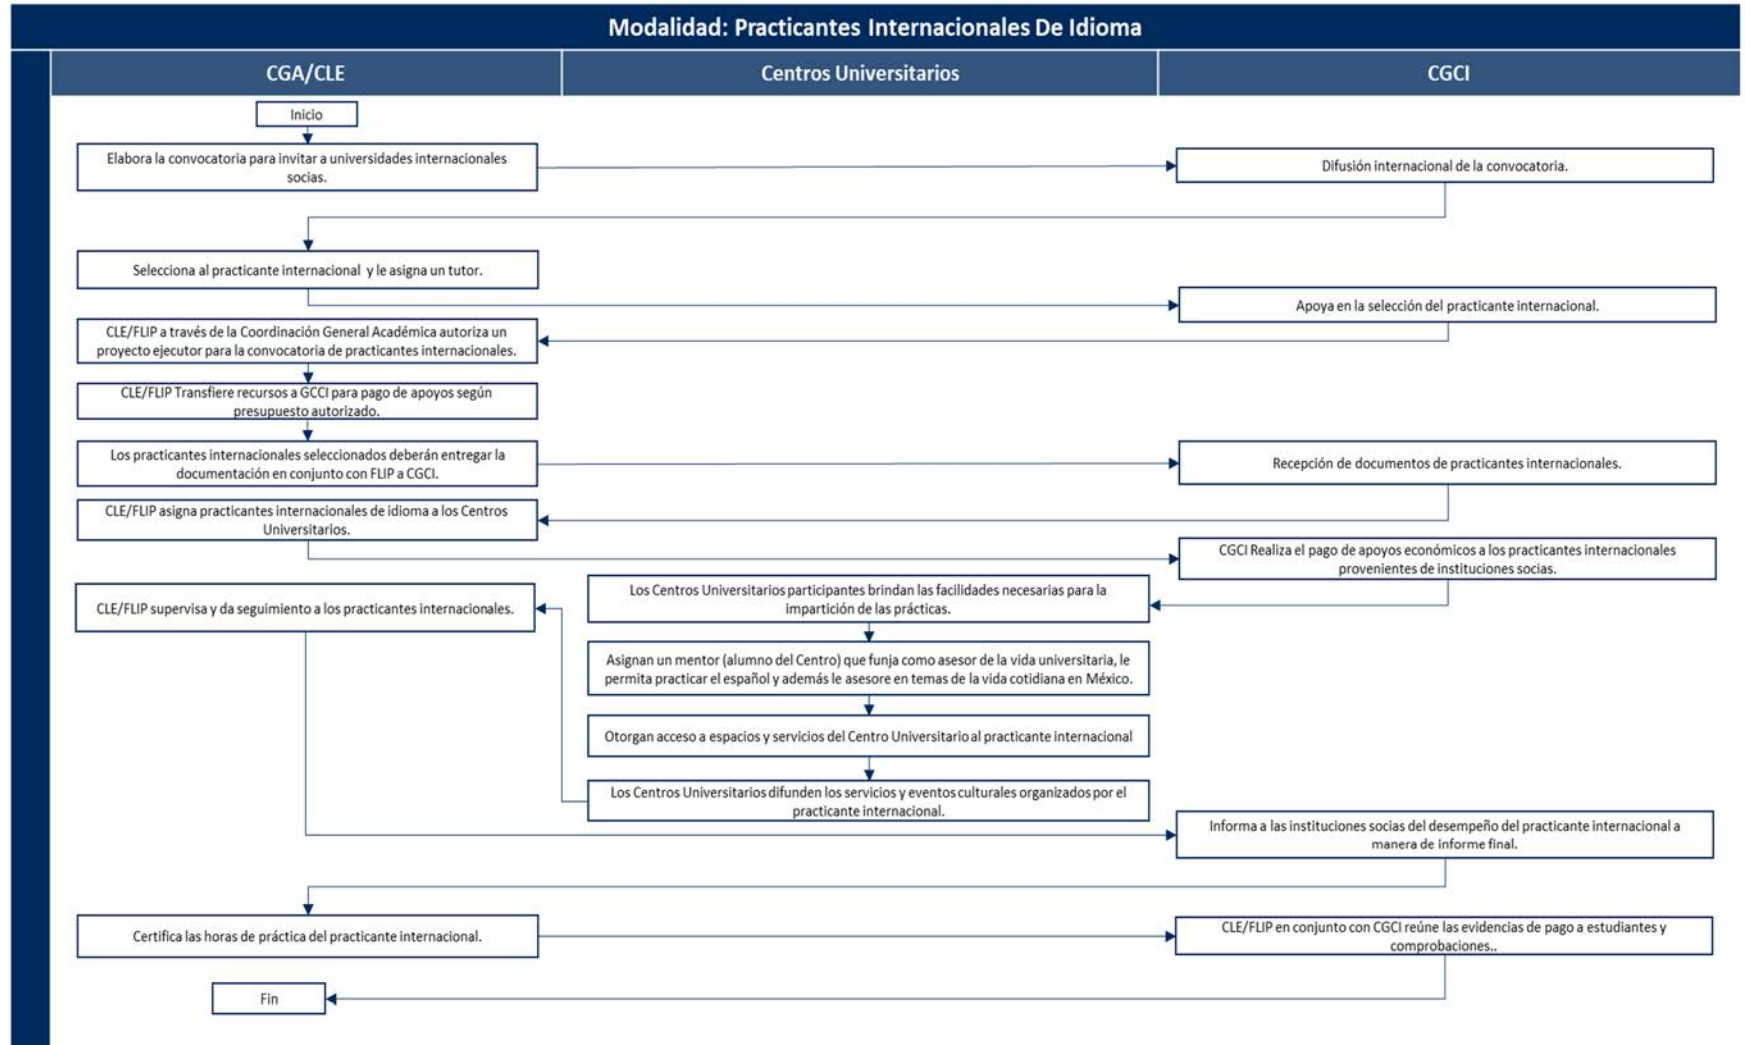 Modalidad: Practicantes Internacionales De Idioma
CGA/CLE
Centros Universitarios
CGCI
Inicio
Elabora la convocatoria para invitar a universidades internacionales
socias.
Difusión internacional de la convocatoria.
Selecciona al practicante internacional y le asigna un tutor.
Apoya en la selección del practicante internacional.
CLE/FLIP a través de la Coordinación General Académica autoriza un
proyecto ejecutor para la convocatoria de practicantes internacionales.
CLE/FLIP Transfiere recursos a GCCI para pago de apoyos según
presupuesto autorizado.
Los practicantes internacionales seleccionados deberán entregar la
documentación en conjunto con FLIP a CGCI.
Recepción de documentos de practicantes internacionales.
CLE/FLIP asigna practicantes internacionales de idioma a los Centros
Universitarios.
CGCI Realiza el pago de apoyos económicos a los practicantes internacionales
provenientes de instituciones socias.
Los Centros Universitarios participantes brindan las facilidades necesarias para la
impartición de las prácticas.
CLE/FLIP supervisa y da seguimiento a los practicantes internacionales.
Asignan un mentor (alumno del Centro) que funja como asesor de la vida universitaria, le
permita practicar el español y además le asesore en temas de la vida cotidiana en México.
Otorgan acceso a espacios y servicios del Centro Universitario al practicante internacional
Los Centros Universitarios difunden los servicios y eventos culturales organizados por el
practicante internacional.
Informa a las instituciones socias del desempeño del practicante internacional a
manera de informe final.
Certifica las horas de práctica del practicante internacional.
CLE/FLIP en conjunto con CGCI reúne las evidencias de pago a estudiantes y
comprobaciones..
Fin